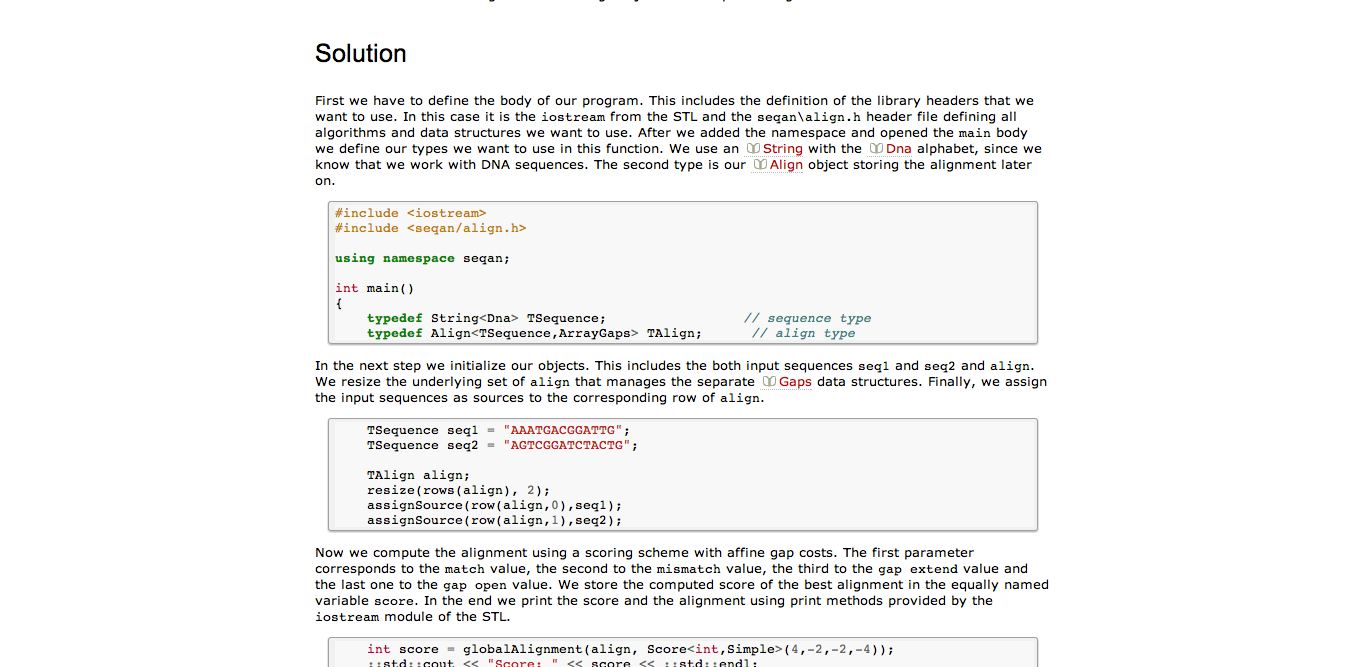 Solution
First we have to define the body of our program. This includes the definition of the library headers that we
want to use. In this case it is the iostream from the STL and the seqan\align.h header file defining all
algorithms and data structures we want to use. After we added the namespace and opened the main body
we define our types we want to use in this function. We use an String with the Dna alphabet, since we
know that we work with DNA sequences. The second type is our Align object storing the alignment later
on.
#include <iostream>
#include <seqan/align.h>
using namespace seqan;
int main()
{
typedef String<Dna> TSequence; // sequence type
typedef Align<TSequence,ArrayGaps> TAlign; // align type
In the next step we initialize our objects. This includes the both input sequences seq1 and seq2 and align.
We resize the underlying set of align that manages the separate Gaps data structures. Finally, we assign
the input sequences as sources to the corresponding row of align.
TSequence seq1 = "AAATGACGGATTG";
TSequence seq2 = "AGTCGGATCTACTG";
TAlign align;
resize(rows(align), 2);
assignSource(row(align,0),seq1);
assignSource(row(align,1),seq2);
Now we compute the alignment using a scoring scheme with affine gap costs. The first parameter
corresponds to the match value, the second to the mismatch value, the third to the gap extend value and
the last one to the gap open value. We store the computed score of the best alignment in the equally named
variable score. In the end we print the score and the alignment using print methods provided by the
iostream module of the STL.
int score = globalAlignment(align, Score<int,Simple>(4,-2,-2,-4));
::std::cout << "Score: " << score << ::std::endl;